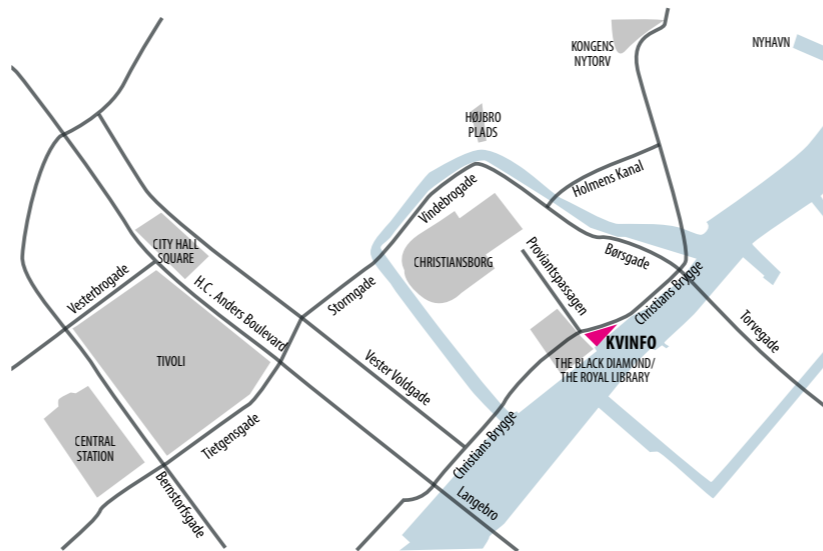 KONGENS
NYTORV
NYHAVN
HØJBRO
PLADS
Holmens Kanal
Vindebrogade
CITY HALL
SQUARE
CHRISTIANSBORG
Proviantspassagen
Børsgade
Vesterbrogade
H.C. Anders Boulevard
Stormgade
Christians Brygge
Torvegade
KVINFO
THE BLACK DIAMOND/
THE ROYAL LIBRARY
TIVOLI
Vester Voldgade
CENTRAL
STATION
Tietgensgade
Christians Brygge
Bernstorfsgade
Langebro